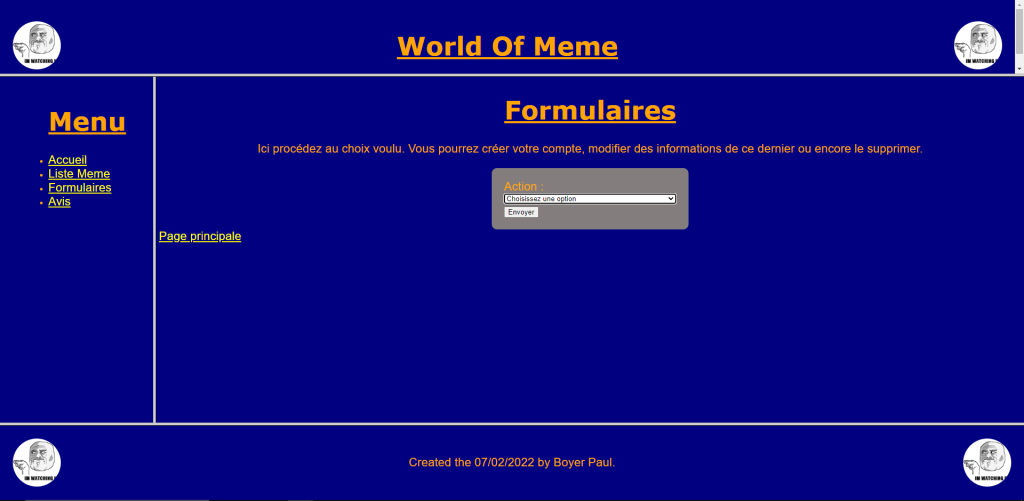 World Of Meme
IM WATCHING
IM WATCHING
Menu
Accueil
Liste Meme
Formulaires
Avis
Formulaires
Ici procédez au choix voulu. Vous pourrez créer votre compte, modifier des informations de ce dernier ou encore le supprimer.
Action :
Choisissez une option
Envoyer
Page principale
IM WATCHING
Created the 07/02/2022 by Boyer Paul.
IM WATCHING